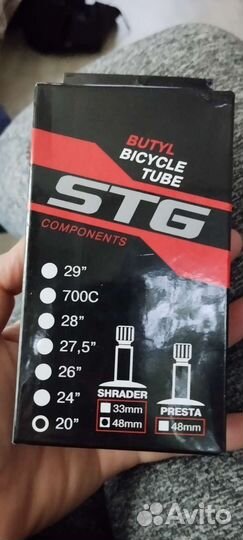 BUTYL
BICYCLE
TUBE
STG
COMPONENTS
29”
700C
28”
27,5”
26”
24”
20”
SHRADER
33mm
48mm
PRESTA
48mm
Avito